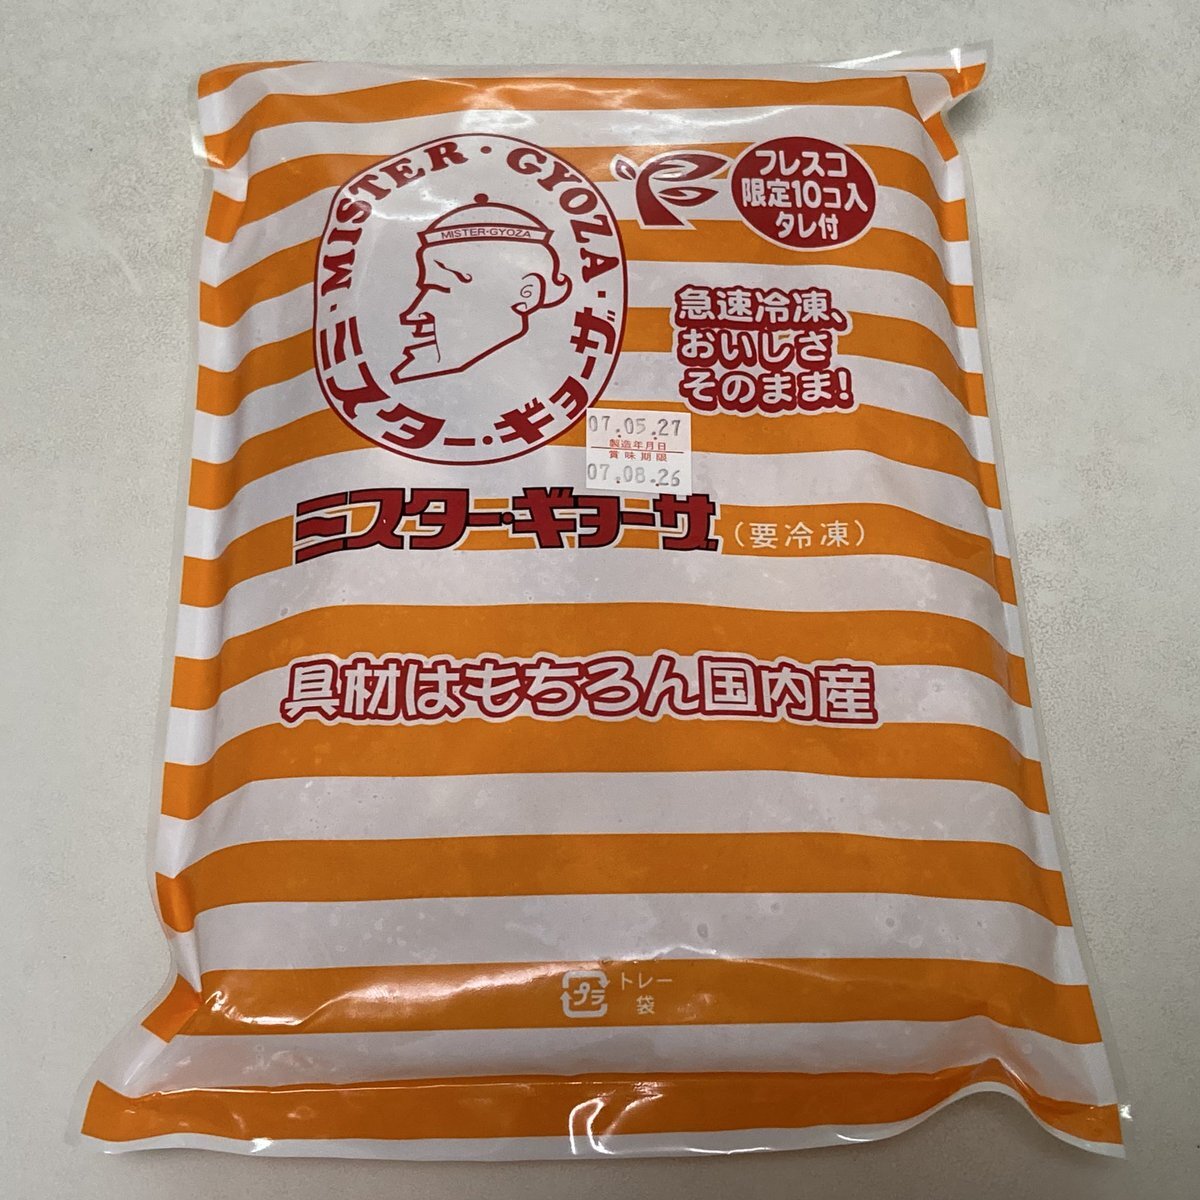 MISTER・GYOZA
MISTER-GYOZA
ミスター・ギョーザ
フレスコ
限定10コ入
タレ付
急速冷凍、
おいしさ
そのまま!
07.05.27
製造年月日
賞味期限
07.08.26
ミスター・ギョーザ(要冷凍)
具材はもちろん国内産
プラ
トレー
袋